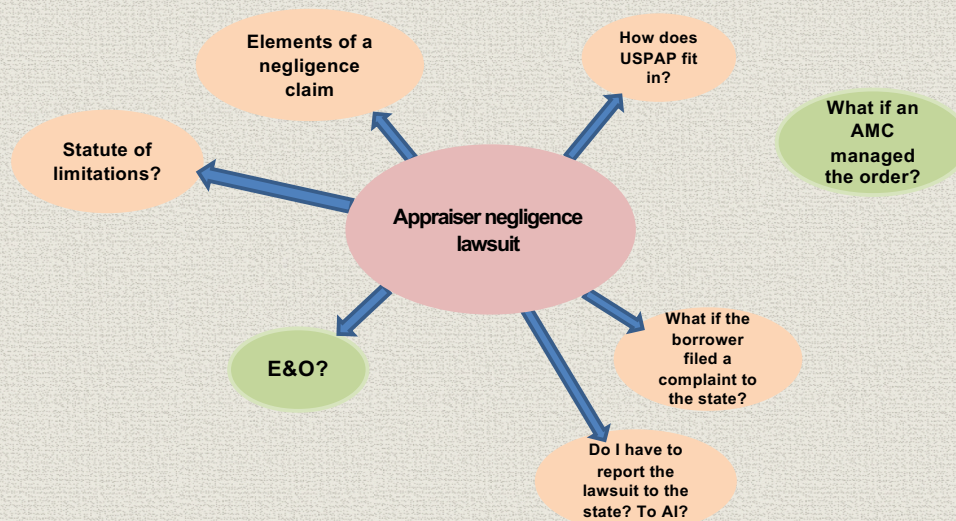 Elements of a
negligence
claim
How does
USPAP fit
in?
What if an
AMC
managed
the order?
Statute of
limitations?
Appraiser negligence
lawsuit
E&O?
What if the
borrower
filed a
complaint to
the state?
Do I have to
report the
lawsuit to the
state? To AI?